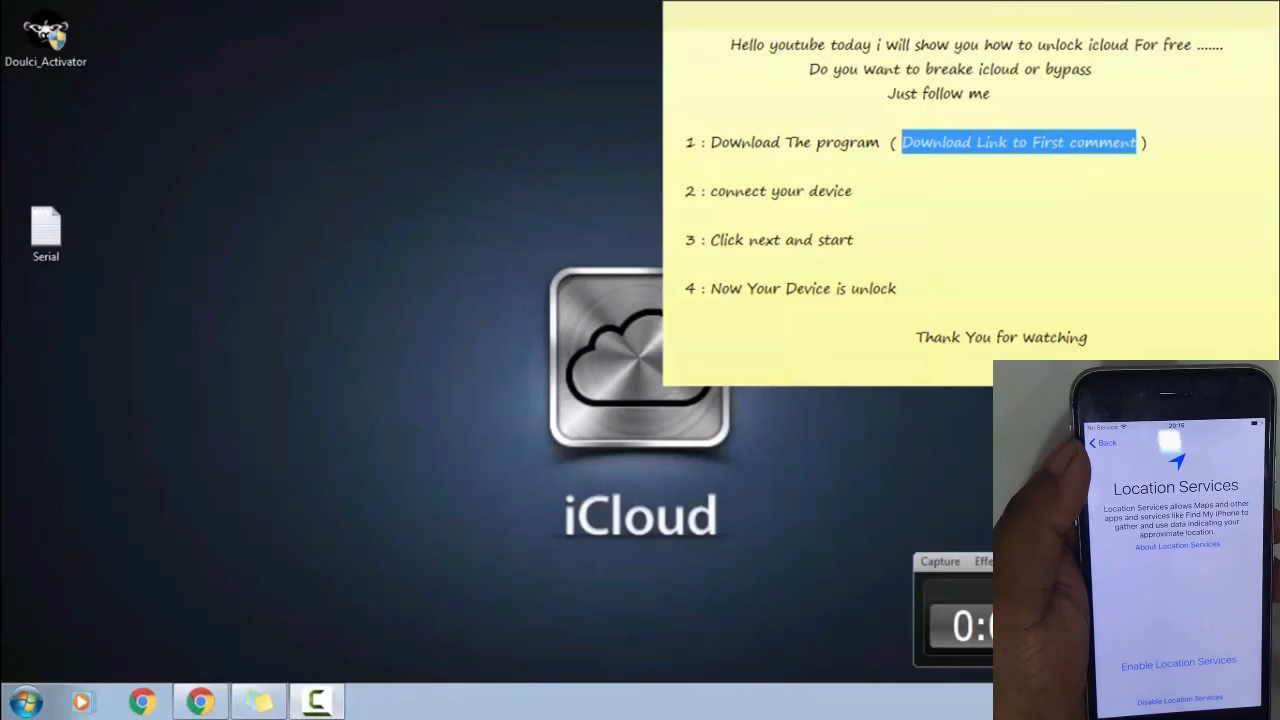 Doulci_Activator
Serial
Hello youtube today i will show you how to unlock icloud For free .......
Do you want to breake icloud or bypass
Just follow me
1 : Download The program ( Download Link to First comment )
2 : connect your device
3 : Click next and start
4 : Now Your Device is unlock
Thank You for watching
iCloud
Capture
No Service
20:15
Back
Location Services
Location Services allows Maps and other
apps and services like Find My iPhone to
gather and use data indicating your
approximate location.
About Location Services
Enable Location Services
Disable Location Services